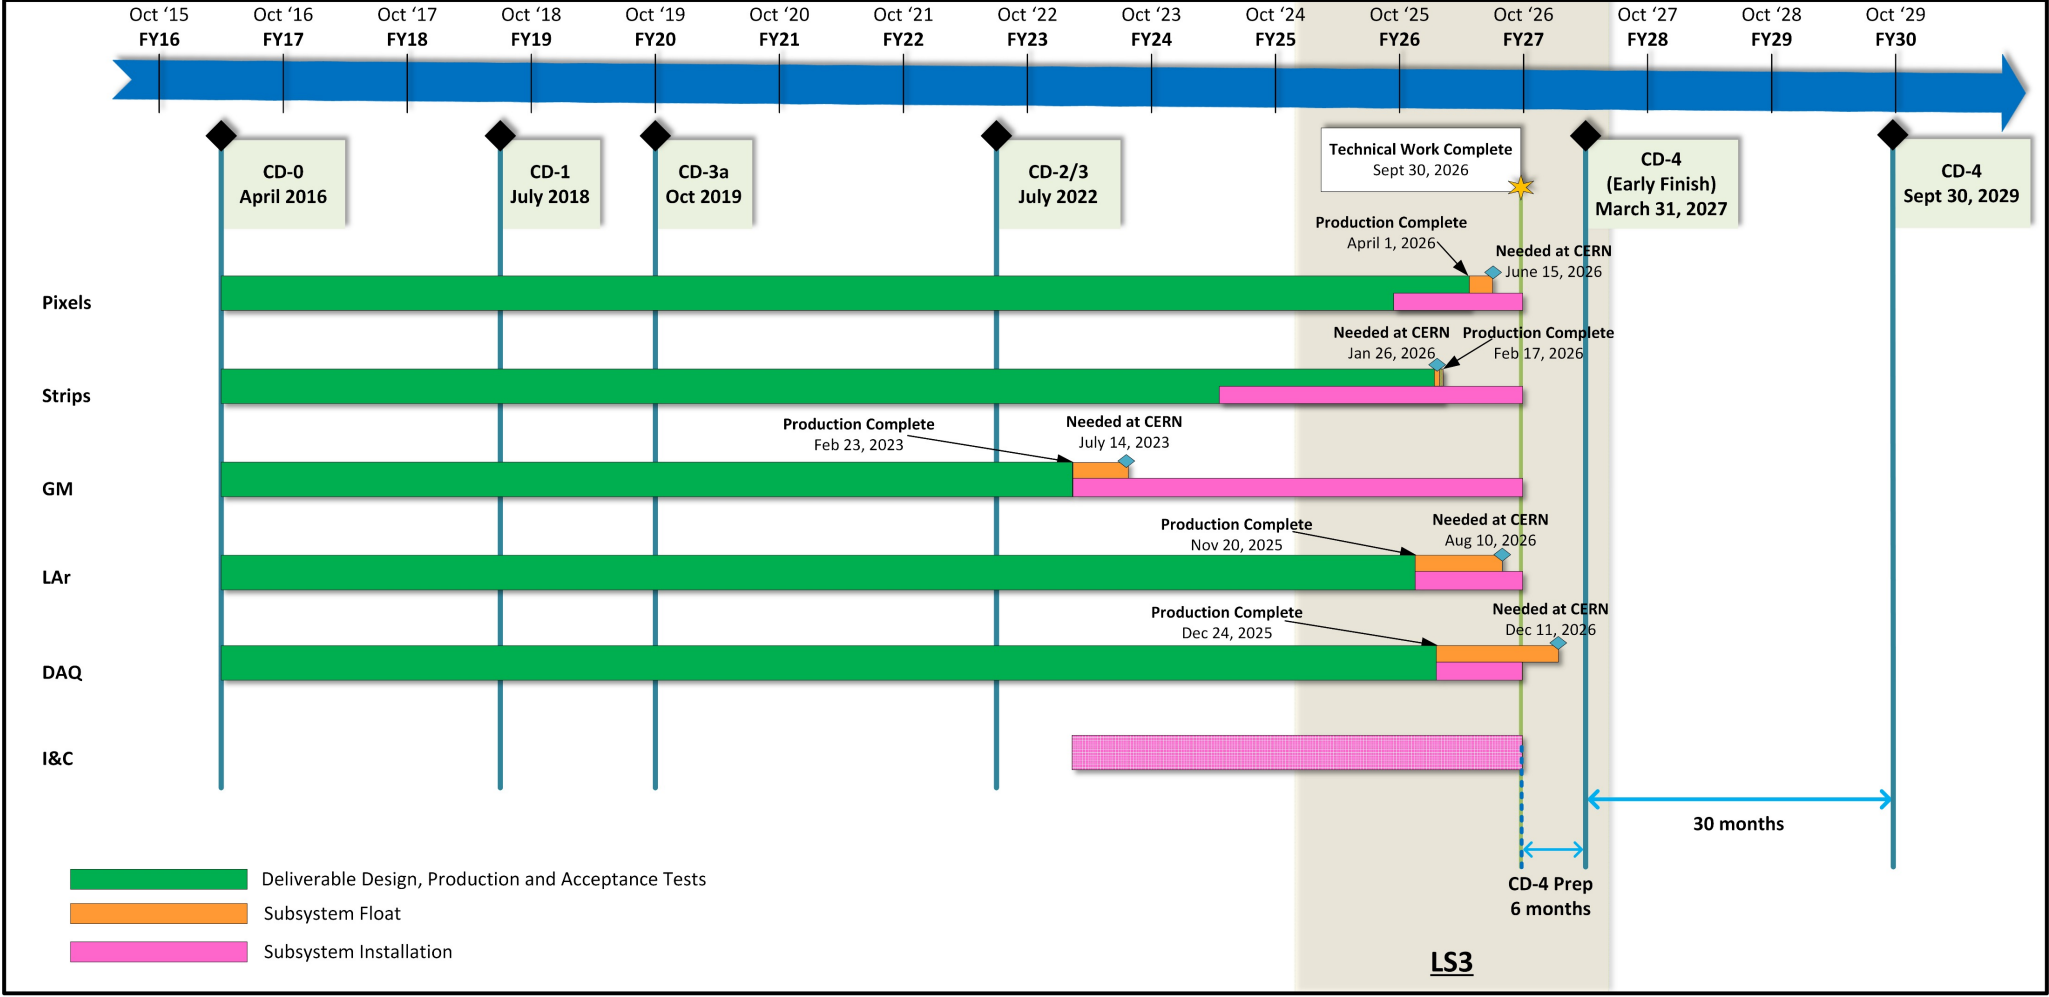 Oct ‘15 Oct ‘16 Oct ‘17 Oct ‘18 Oct ‘19 Oct ‘20 Oct ‘21 Oct ‘22 Oct ‘23 Oct ‘24 Oct ‘25 Oct ‘26 Oct ‘27 Oct ‘28 Oct ‘29
FY16 FY17 FY18 FY19 FY20 FY21 FY22 FY23 FY24 FY25 FY26 FY27 FY28 FY29 FY30
CD-0
April 2016
CD-1
July 2018
CD-3a
Oct 2019
CD-2/3
July 2022
Technical Work Complete
Sept 30, 2026
CD-4
(Early Finish)
March 31, 2027
CD-4
Sept 30, 2029
Production Complete
April 1, 2026
Needed at CERN
June 15, 2026
Pixels
Needed at CERN
Jan 26, 2026
Production Complete
Feb 17, 2026
Strips
Production Complete
Feb 23, 2023
Needed at CERN
July 14, 2023
GM
Production Complete
Nov 20, 2025
Needed at CERN
Aug 10, 2026
LAr
Production Complete
Dec 24, 2025
Needed at CERN
Dec 11, 2026
DAQ
I&C
30 months
CD-4 Prep
6 months
Deliverable Design, Production and Acceptance Tests
Subsystem Float
Subsystem Installation
LS3